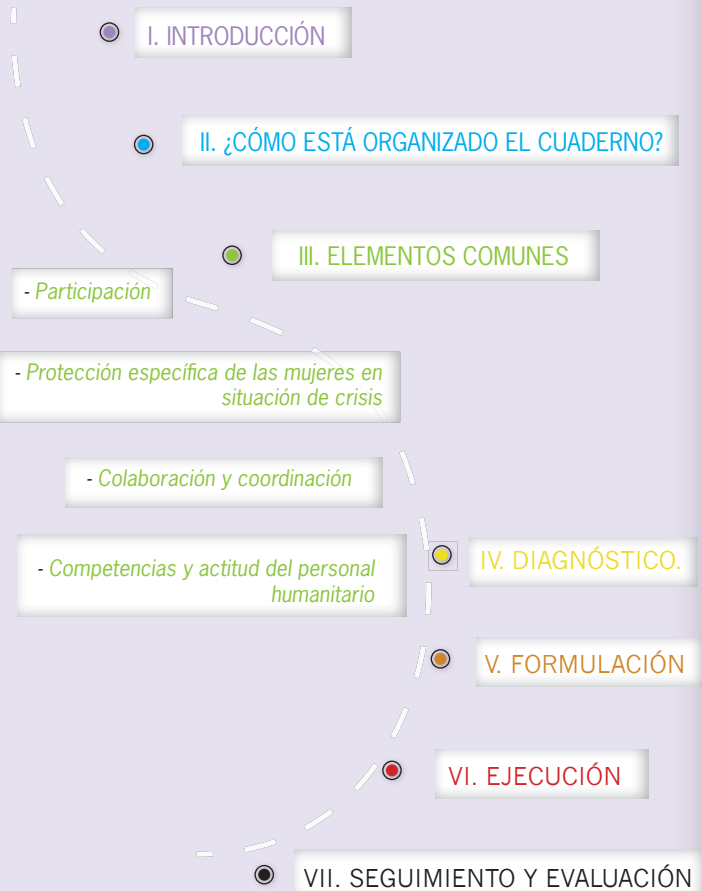 I. INTRODUCCIÓN
II. ¿CÓMO ESTÁ ORGANIZADO EL CUADERNO?
III. ELEMENTOS COMUNES
- Participación
- Protección específica de las mujeres en
situación de crisis
- Colaboración y coordinación
- Competencias y actitud del personal
humanitario
IV. DIAGNÓSTICO.
V. FORMULACIÓN
VI. EJECUCIÓN
VII. SEGUIMIENTO Y EVALUACIÓN